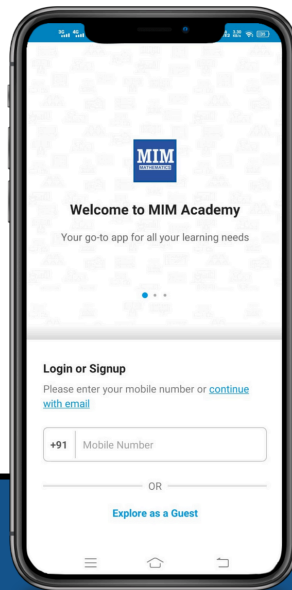 MIM
MATHEMATICS
Welcome to MIM Academy
Your go-to app for all your learning needs
Login or Signup
Please enter your mobile number or continue
with email
+91 Mobile Number
OR
Explore as a Guest